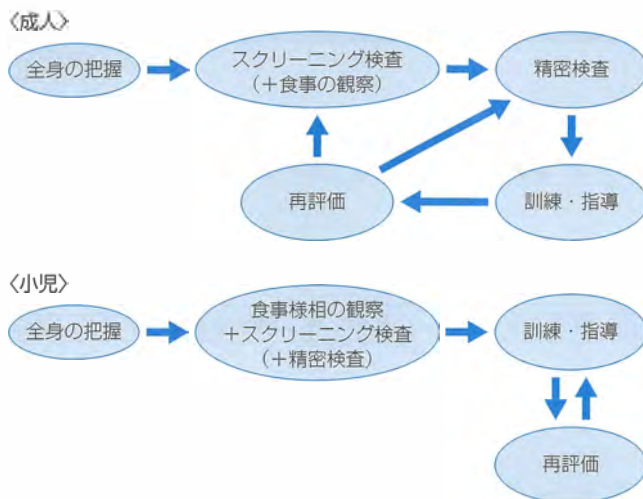 〈成人〉
全身の把握
スクリーニング検査
（＋食事の観察）
精密検査
再評価
訓練・指導
〈小児〉
全身の把握
食事様相の観察
＋スクリーニング検査
（＋精密検査）
訓練・指導
再評価